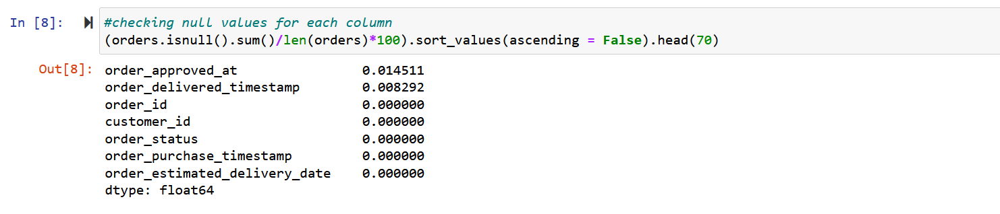 In [8]: #checking null values for each column
(orders.isnull().sum()/len(orders)*100).sort_values(ascending = False).head(70)
Out[8]: order_approved_at 0.014511
order_delivered_timestamp 0.008292
order_id 0.000000
customer_id 0.000000
order_status 0.000000
order_purchase_timestamp 0.000000
order_estimated_delivery_date 0.000000
dtype: float64